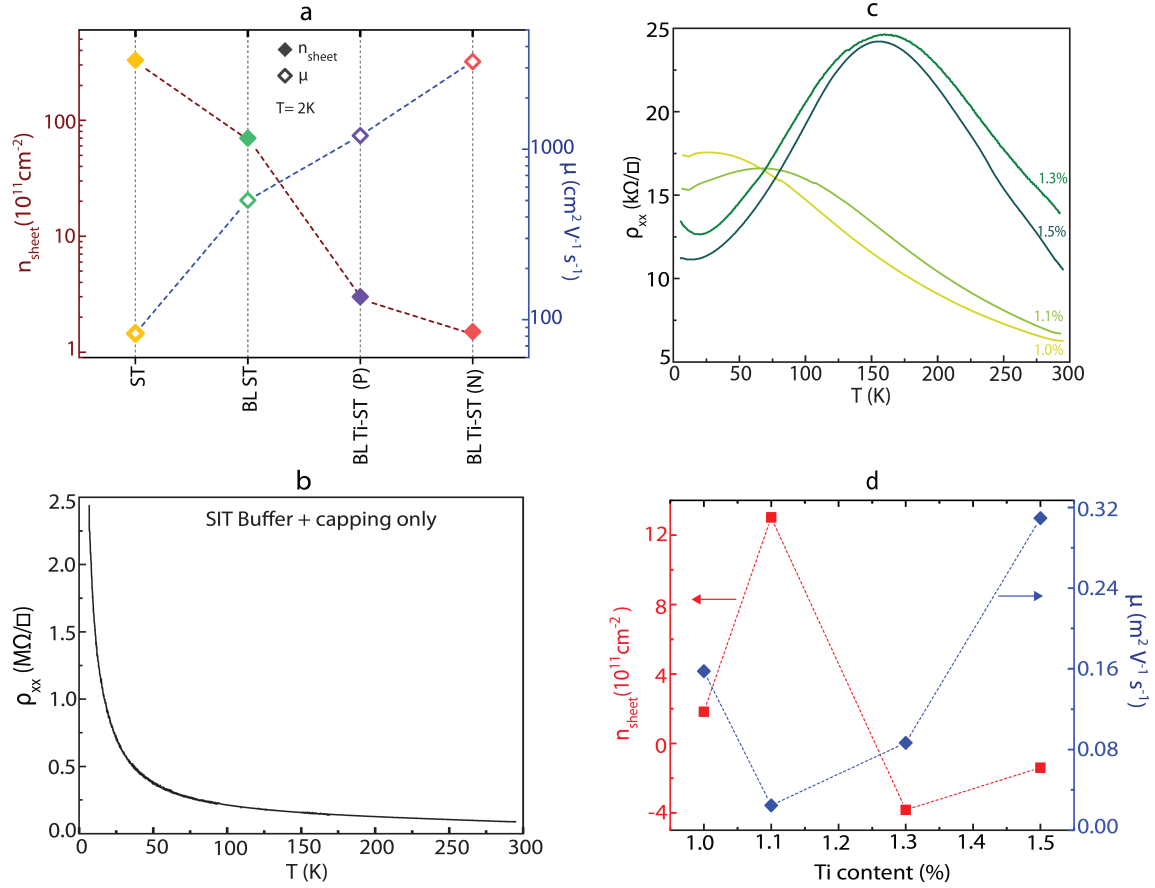 a
n_sheet
μ
T= 2K
100
10
1
n_sheet(10^11cm^-2)
1000
100
μ (cm^2 V^-1 s^-1)
ST
BL ST
BL Ti-ST (P)
BL Ti-ST (N)
c
25
20
15
10
5
ρ_xx (kΩ/□)
1.3%
1.5%
1.1%
1.0%
0 50 100 150 200 250 300
T (K)
b
SIT Buffer + capping only
2.5
2.0
1.5
1.0
0.5
0.0
ρ_xx (MΩ/□)
0 50 100 150 200 250 300
T (K)
d
12
8
4
0
-4
n_sheet(10^11cm^-2)
0.32
0.24
0.16
0.08
0.00
μ (m^2 V^-1 s^-1)
1.0 1.1 1.2 1.3 1.4 1.5
Ti content (%)